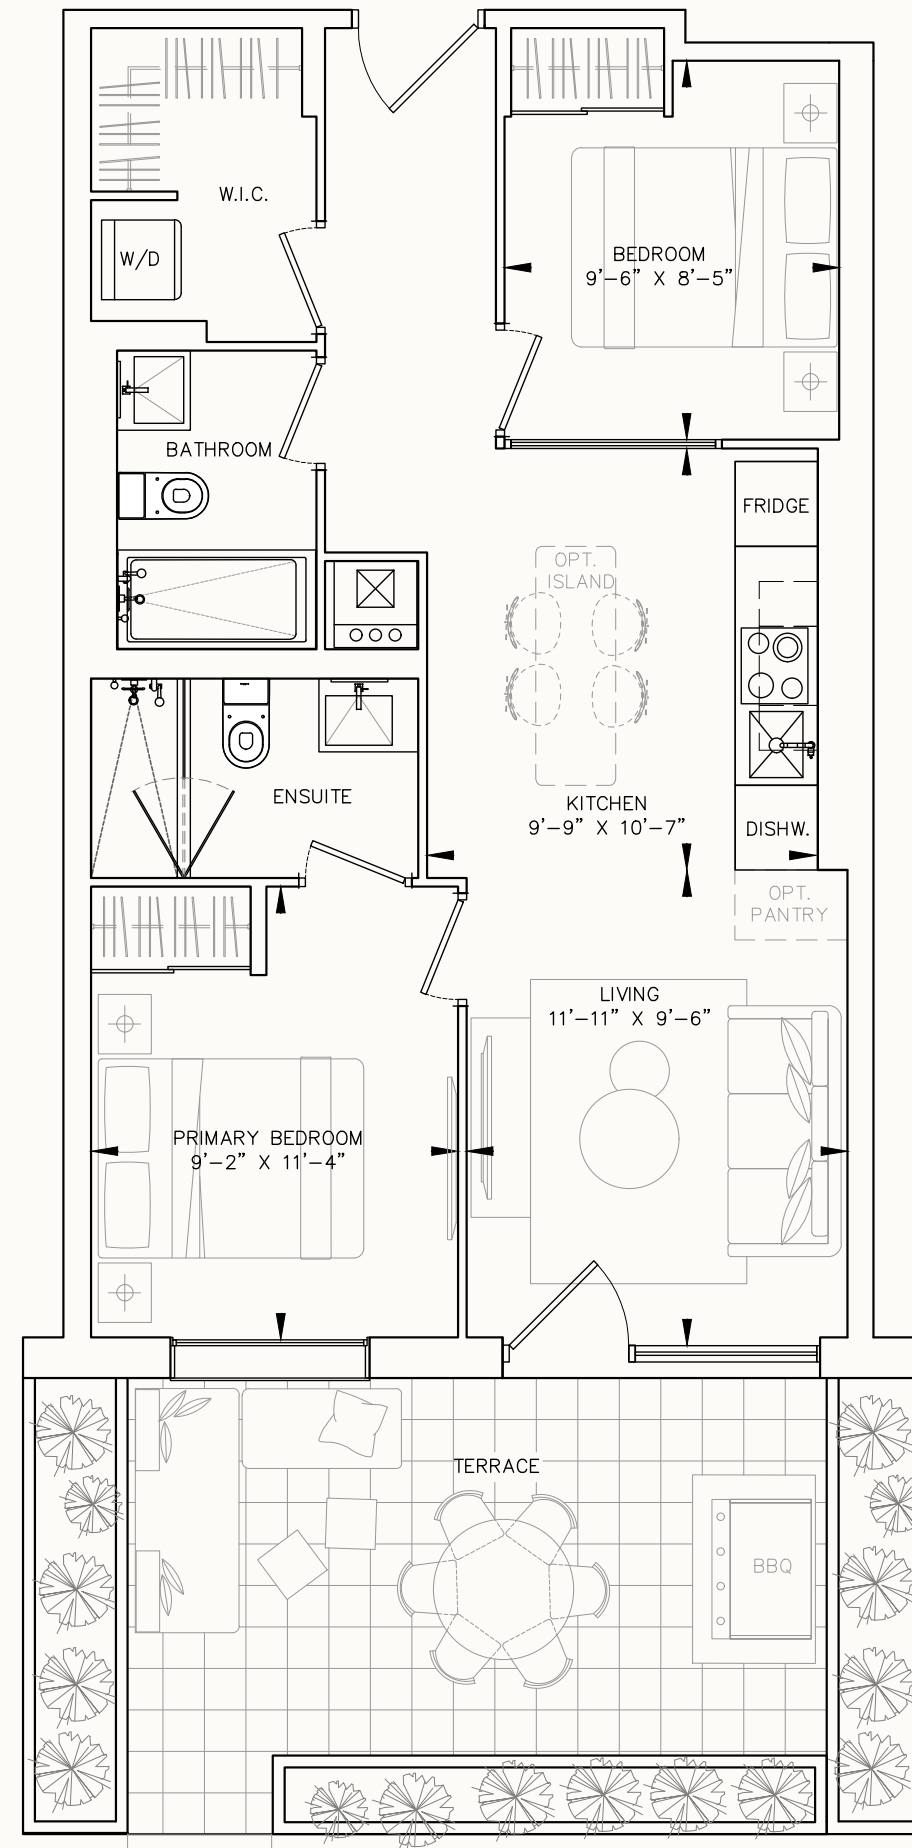 W.I.C.
W/D
BEDROOM
9'-6" X 8'-5"
BATHROOM
FRIDGE
OPT.
ISLAND
ENSUITE
KITCHEN
9'-9" X 10'-7"
DISHW.
OPT.
PANTRY
LIVING
11'-11" X 9'-6"
PRIMARY BEDROOM
9'-2" X 11'-4"
TERRACE
BBQ